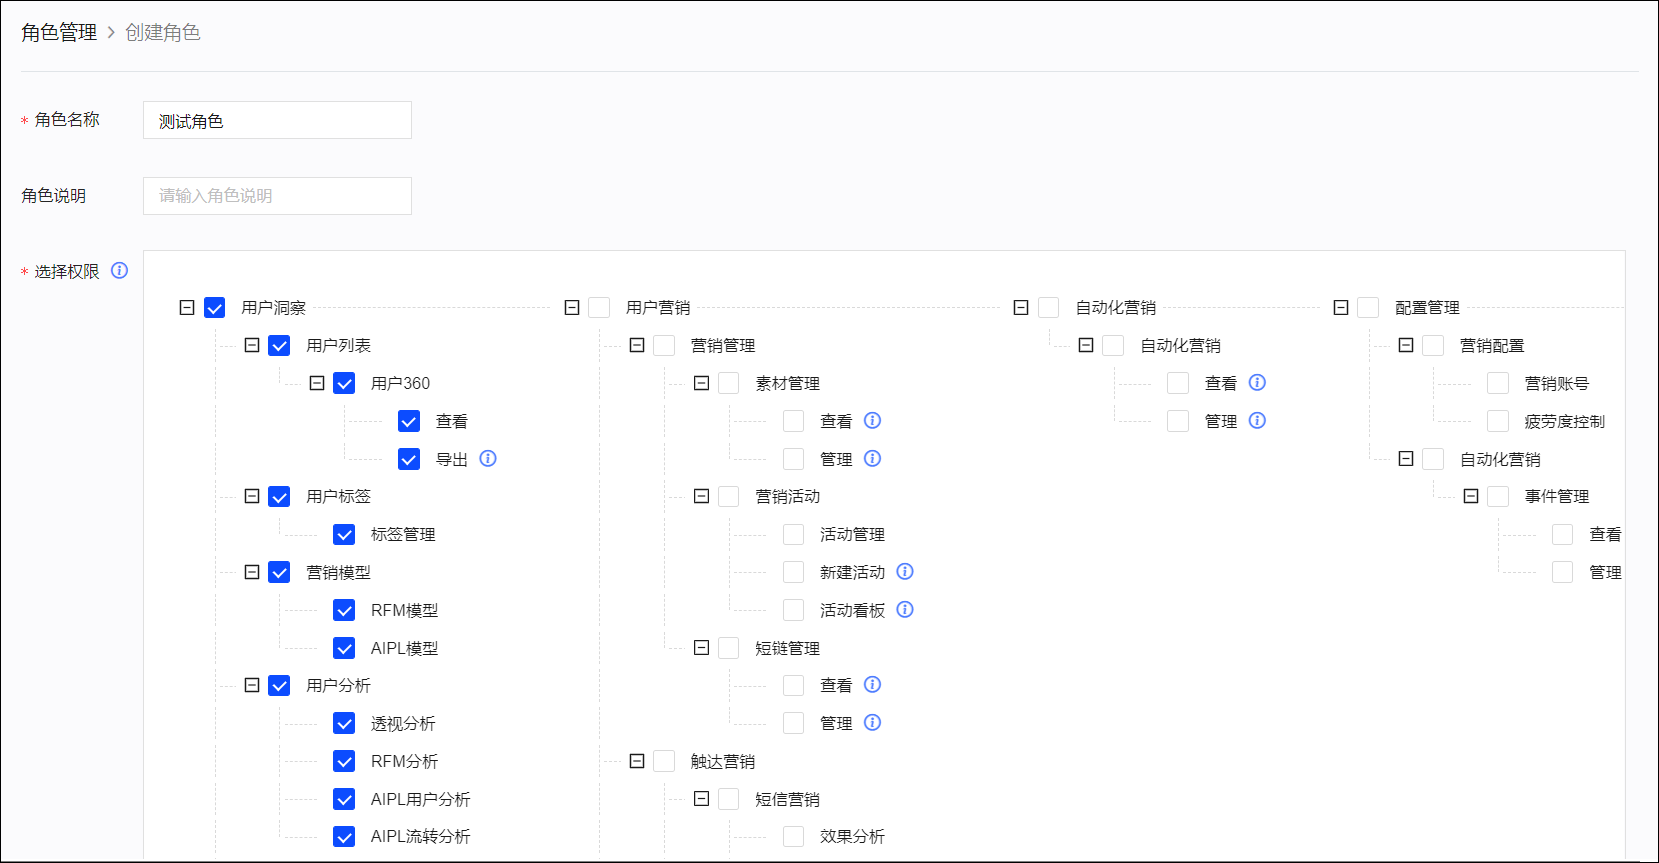 角色管理 > 创建角色
* 角色名称 测试角色
角色说明 请输入角色说明
* 选择权限
用户洞察 用户营销 自动化营销 配置管理
用户列表 营销管理 自动化营销 营销配置
用户360 素材管理 查看 营销账号
查看 查看 管理 疲劳度控制
导出 管理 自动化营销
用户标签 营销活动 事件管理
标签管理 活动管理 查看
营销模型 新建活动 管理
RFM模型 活动看板
AIPL模型 短链管理
用户分析 查看
透视分析 管理
RFM分析 触达营销
AIPL用户分析 短信营销
AIPL流转分析 效果分析